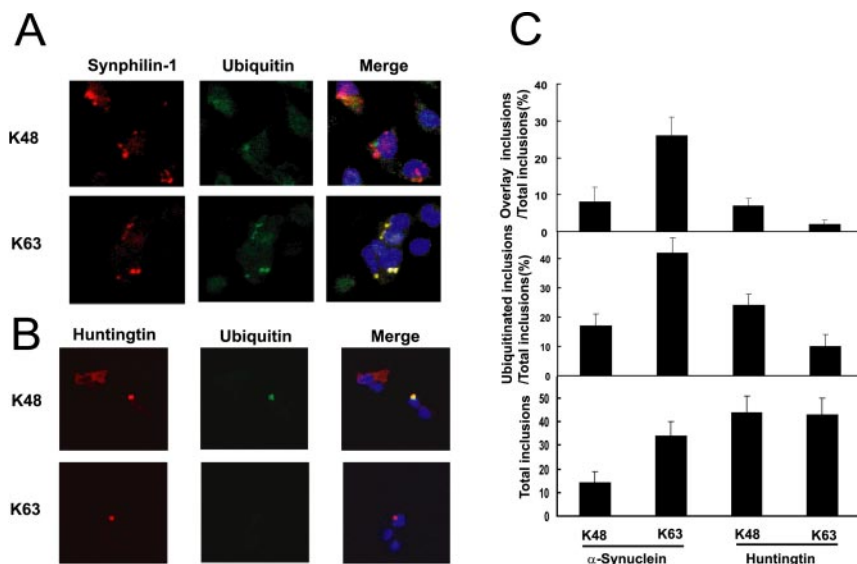 A
Synphilin-1 Ubiquitin Merge
K48
K63
B
Huntingtin Ubiquitin Merge
K48
K63
C
Overlay inclusions
/Total inclusions(%)
40
30
20
10
0
Ubiquitinated inclusions
/Total inclusions(%)
40
30
20
10
0
Total inclusions
50
40
30
20
10
0
K48 K63 K48 K63
α-Synuclein Huntingtin